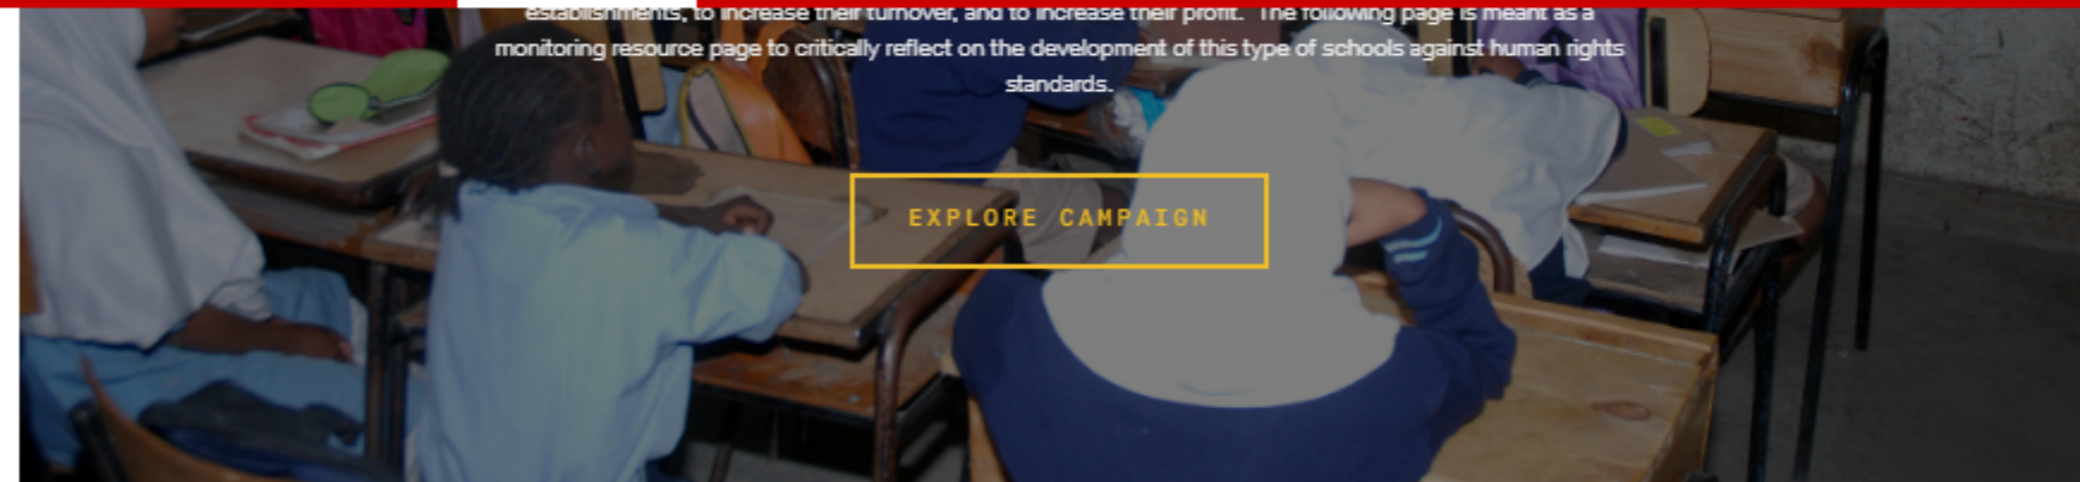 establishments, to increase their turnover, and to increase their profit. The following page is meant as a
monitoring resource page to critically reflect on the development of this type of schools against human rights
standards.
EXPLORE CAMPAIGN